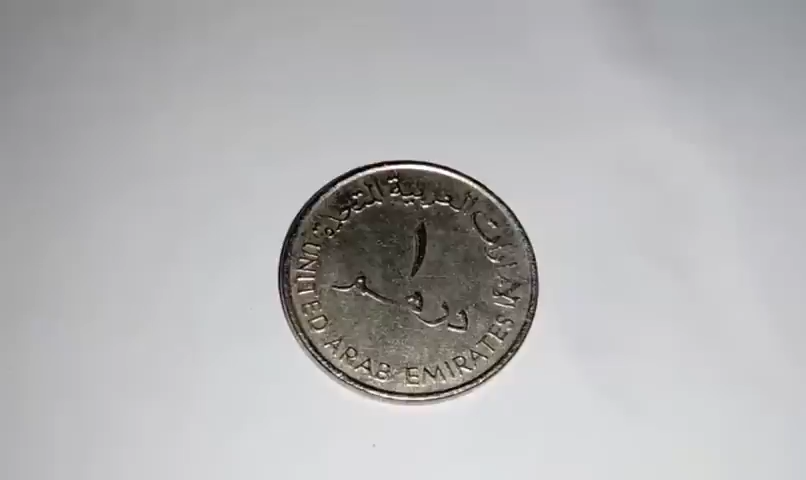 الإمارات العربية المتحدة
١
درهم
UNITED ARAB EMIRATES